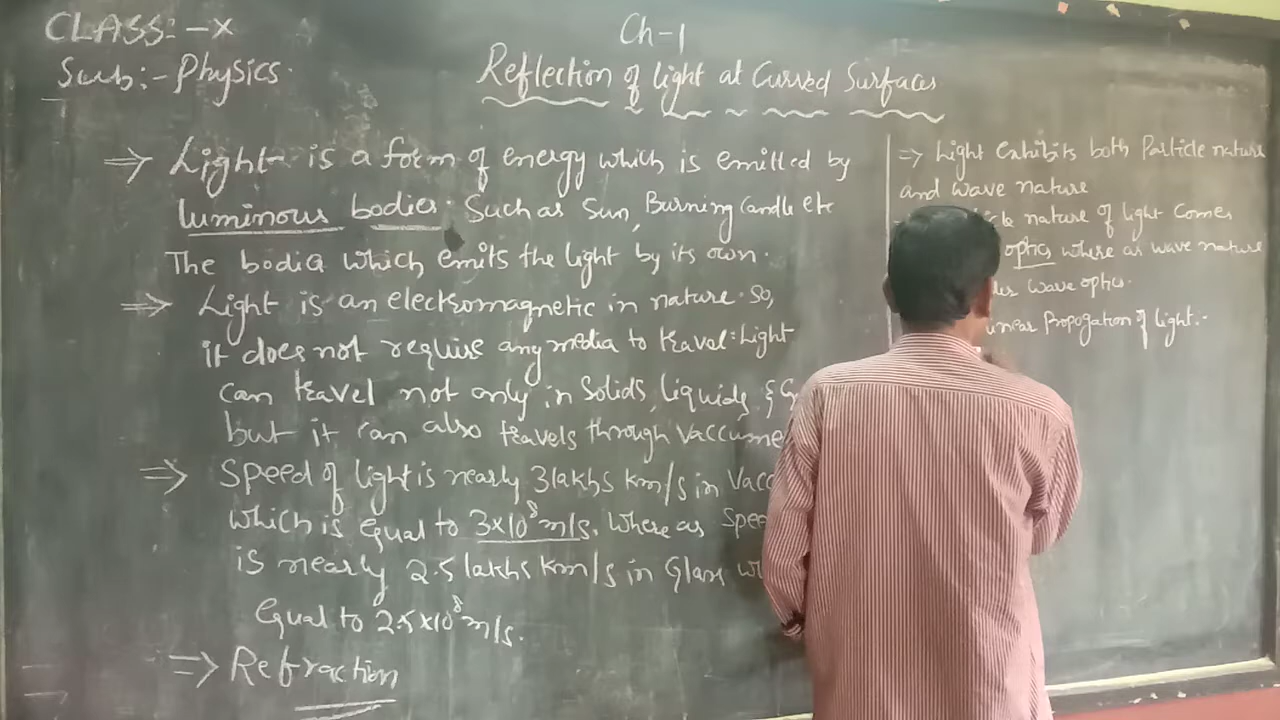 CLASS:-X
Sub:-Physics.
Ch-1
Reflection of light at Curved Surfaces
=> Light is a form of energy which is emitted by
luminous bodies. Such as Sun, Burning Candle etc
The bodies which emits the light by its own.
=> Light is an electromagnetic in nature. So,
it does not require any media to travel. Light
can travel not only in Solids, liquids, &
but it can also travels through Vaccume
=> Speed of light is nearly 3 lakhs Km/s in
which is Equal to 3x10⁸ m/s. Where as
is nearly 2.5 lakhs Km/s in Glass
Equal to 2.5x10⁸ m/s.
=> Refraction
=> Light Exhibits both Particle nature
and wave nature
nature of light Comes
optics where as wave nature
wave optics.
Propogation of light:-